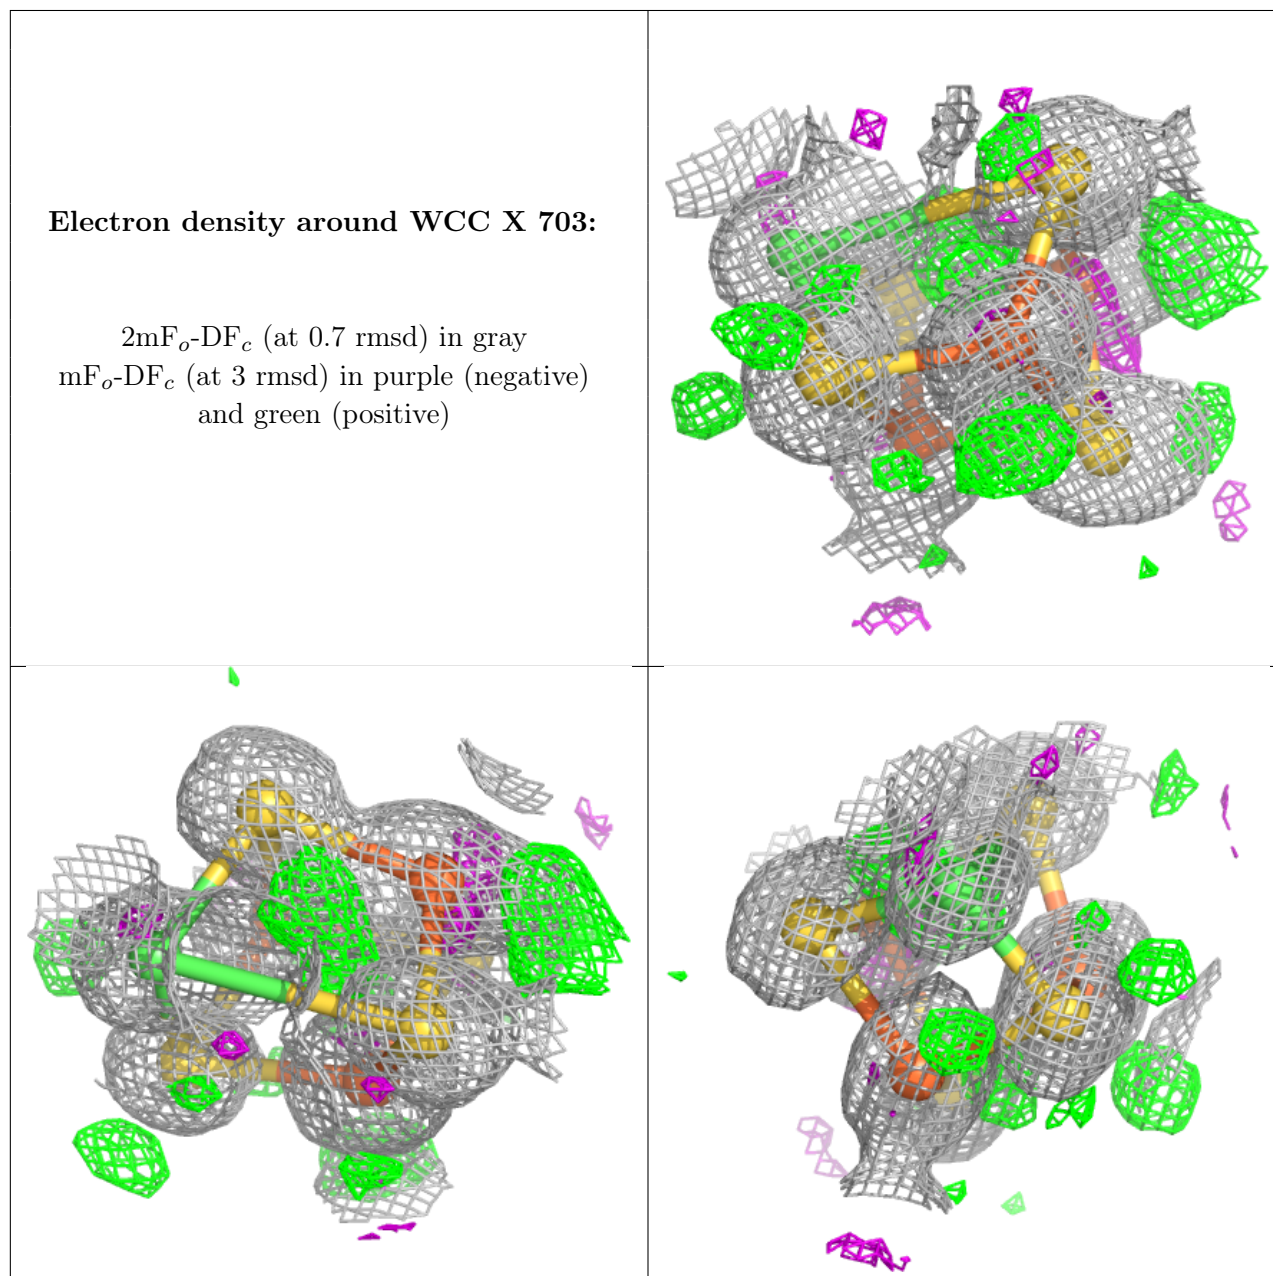 Electron density around WCC X 703:
2mFo-DFc (at 0.7 rmsd) in gray
mFo-DFc (at 3 rmsd) in purple (negative)
and green (positive)